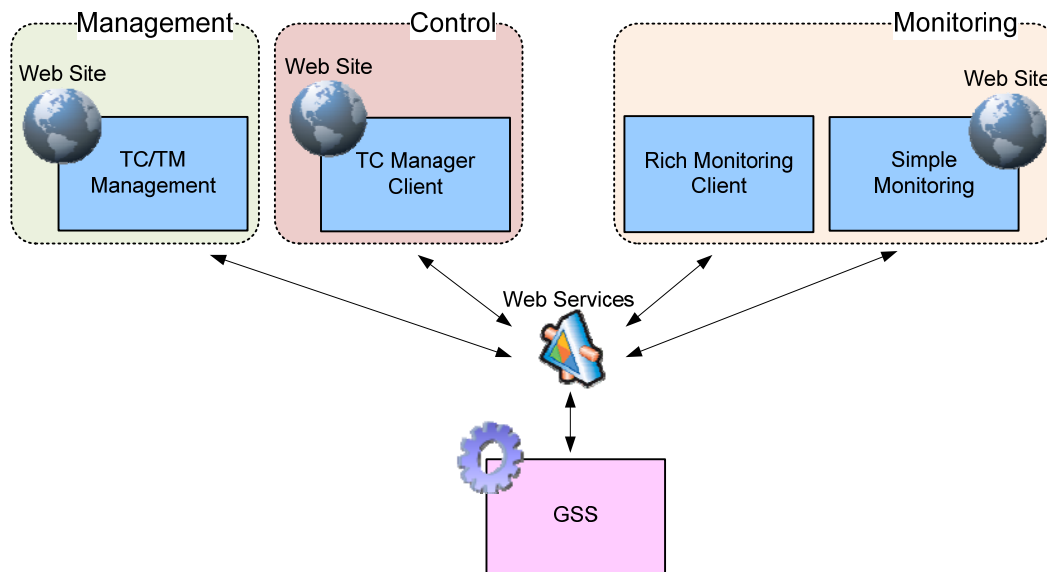 Management
Control
Monitoring
Web Site
Web Site
Web Site
TC/TM
Management
TC Manager
Client
Rich Monitoring
Client
Simple
Monitoring
Web Services
GSS